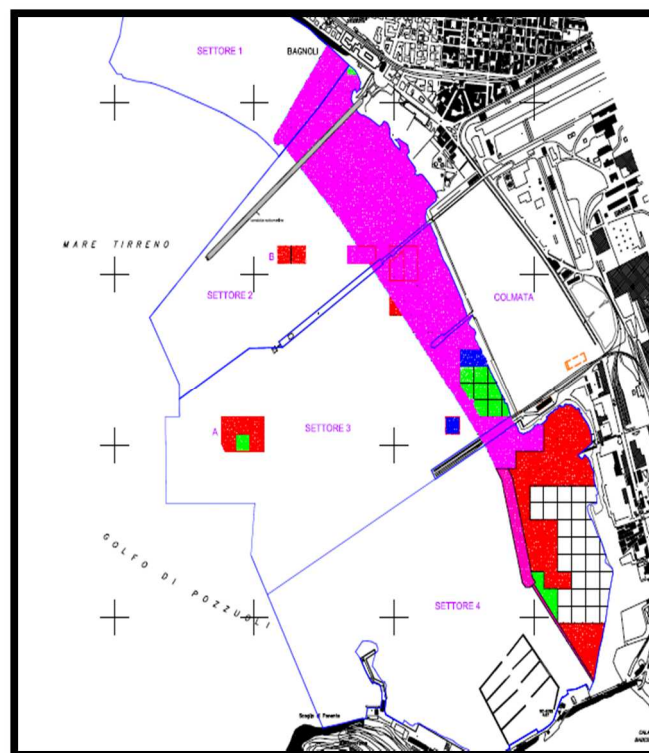 SETTORE 1
BAGNOLI
MARE TIRRENO
B
SETTORE 2
COLMATA
A
SETTORE 3
GOLFO DI POZZUOLI
SETTORE 4